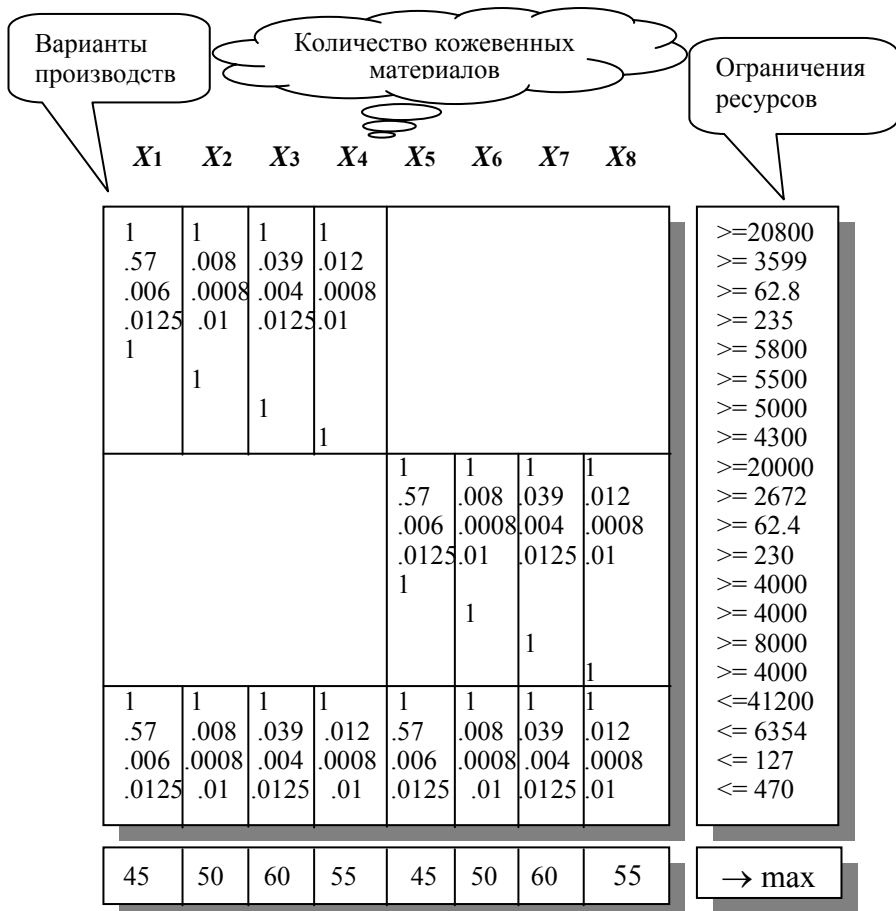 Варианты
производств
Количество кожевенных
материалов
Ограничения
ресурсов
X1 X2 X3 X4 X5 X6 X7 X8
1 1 1 1 >=20800
.57 .008 .039 .012 >= 3599
.006 .0008 .004 .0008 >= 62.8
.0125 .01 .0125 .01 >= 235
1 >= 5800
1 >= 5500
1 >= 5000
1 >= 4300
1 1 1 1 >=20000
.57 .008 .039 .012 >= 2672
.006 .0008 .004 .0008 >= 62.4
.0125 .01 .0125 .01 >= 230
1 >= 4000
1 >= 4000
1 >= 8000
1 >= 4000
1 1 1 1 1 1 1 1 <=41200
.57 .008 .039 .012 .57 .008 .039 .012 <= 6354
.006 .0008 .004 .0008 .006 .0008 .004 .0008 <= 127
.0125 .01 .0125 .01 .0125 .01 .0125 .01 <= 470
45 50 60 55 45 50 60 55 → max